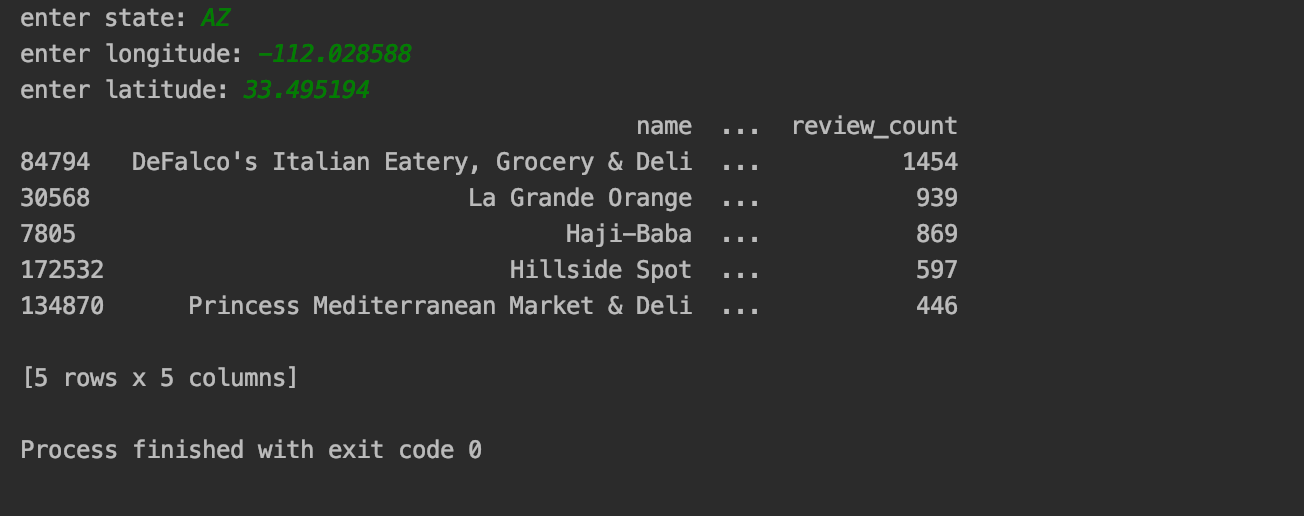 enter state: AZ
enter longitude: -112.028588
enter latitude: 33.495194
name ... review_count
84794 DeFalco's Italian Eatery, Grocery & Deli ... 1454
30568 La Grande Orange ... 939
7805 Haji-Baba ... 869
172532 Hillside Spot ... 597
134870 Princess Mediterranean Market & Deli ... 446
[5 rows x 5 columns]
Process finished with exit code 0